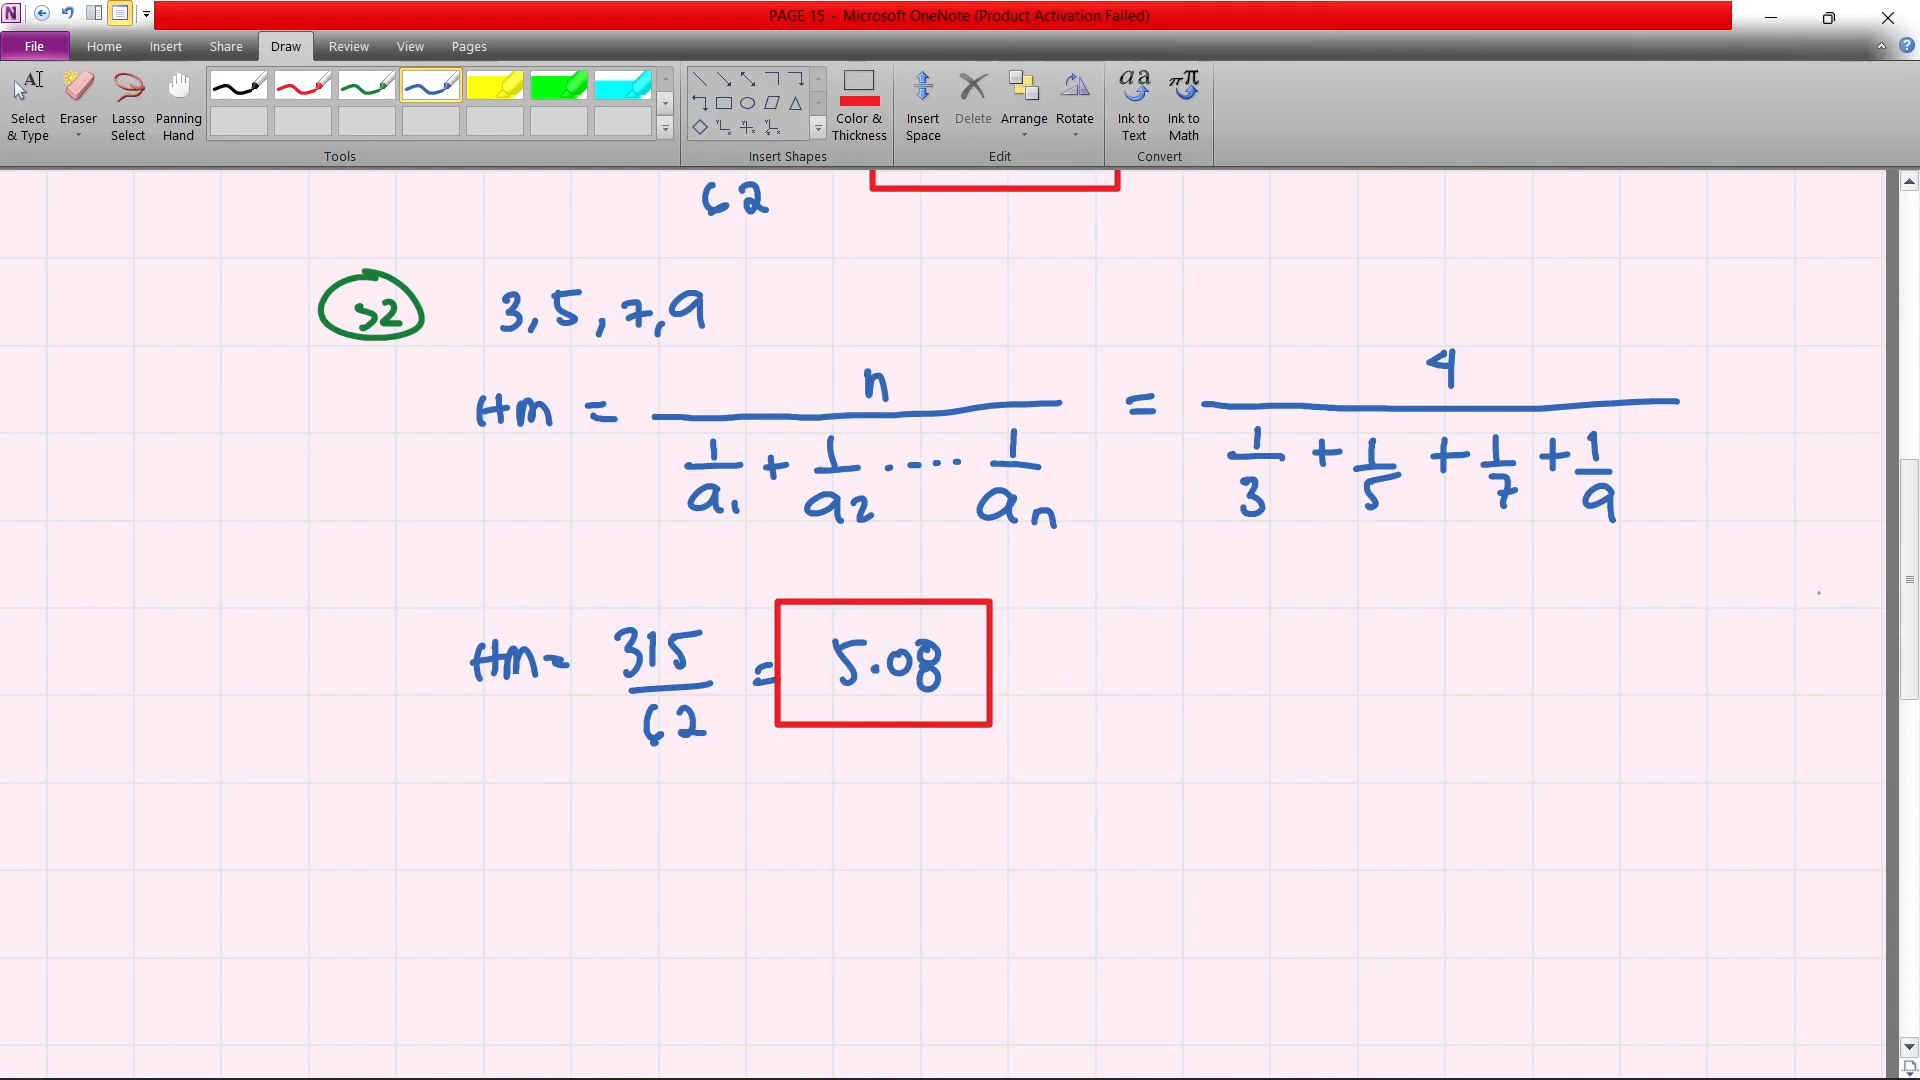 PAGE 15 - Microsoft OneNote (Product Activation Failed)
File Home Insert Share Draw Review View Pages
Select & Type Eraser Lasso Select Panning Hand Color & Thickness Insert Space Delete Arrange Rotate Ink to Text Ink to Math
Tools Insert Shapes Edit Convert
62
S2 3, 5, 7, 9
Hm = n / (1/a1 + 1/a2 ..... 1/an) = 4 / (1/3 + 1/5 + 1/7 + 1/9)
Hm = 315/62 = 5.08